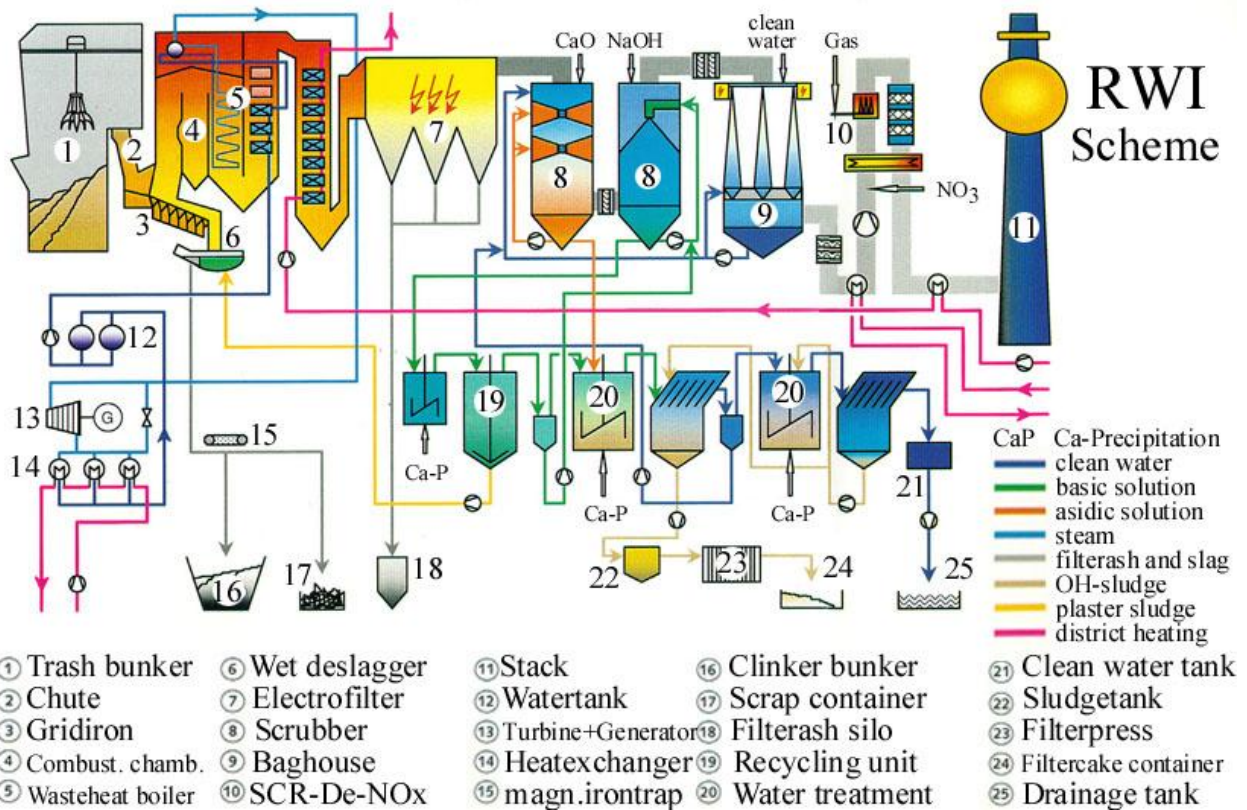 CaO
NaOH
clean
water
Gas
RWI
Scheme
1
2
3
4
5
6
7
8
8
9
10
11
NO3
12
13
G
14
15
16
17
18
19
20
20
21
22
23
24
25
M
M
M
M
M
Ca-P
Ca-P
Ca-P
CaP Ca-Precipitation
clean water
basic solution
asidic solution
steam
filterash and slag
OH-sludge
plaster sludge
district heating
1 Trash bunker
2 Chute
3 Gridiron
4 Combust. chamb.
5 Wasteheat boiler
6 Wet deslagger
7 Electrofilter
8 Scrubber
9 Baghouse
10 SCR-De-NOx
11 Stack
12 Watertank
13 Turbine+Generator
14 Heatexchanger
15 magn.irontrap
16 Clinker bunker
17 Scrap container
18 Filterash silo
19 Recycling unit
20 Water treatment
21 Clean water tank
22 Sludgetank
23 Filterpress
24 Filtercake container
25 Drainage tank